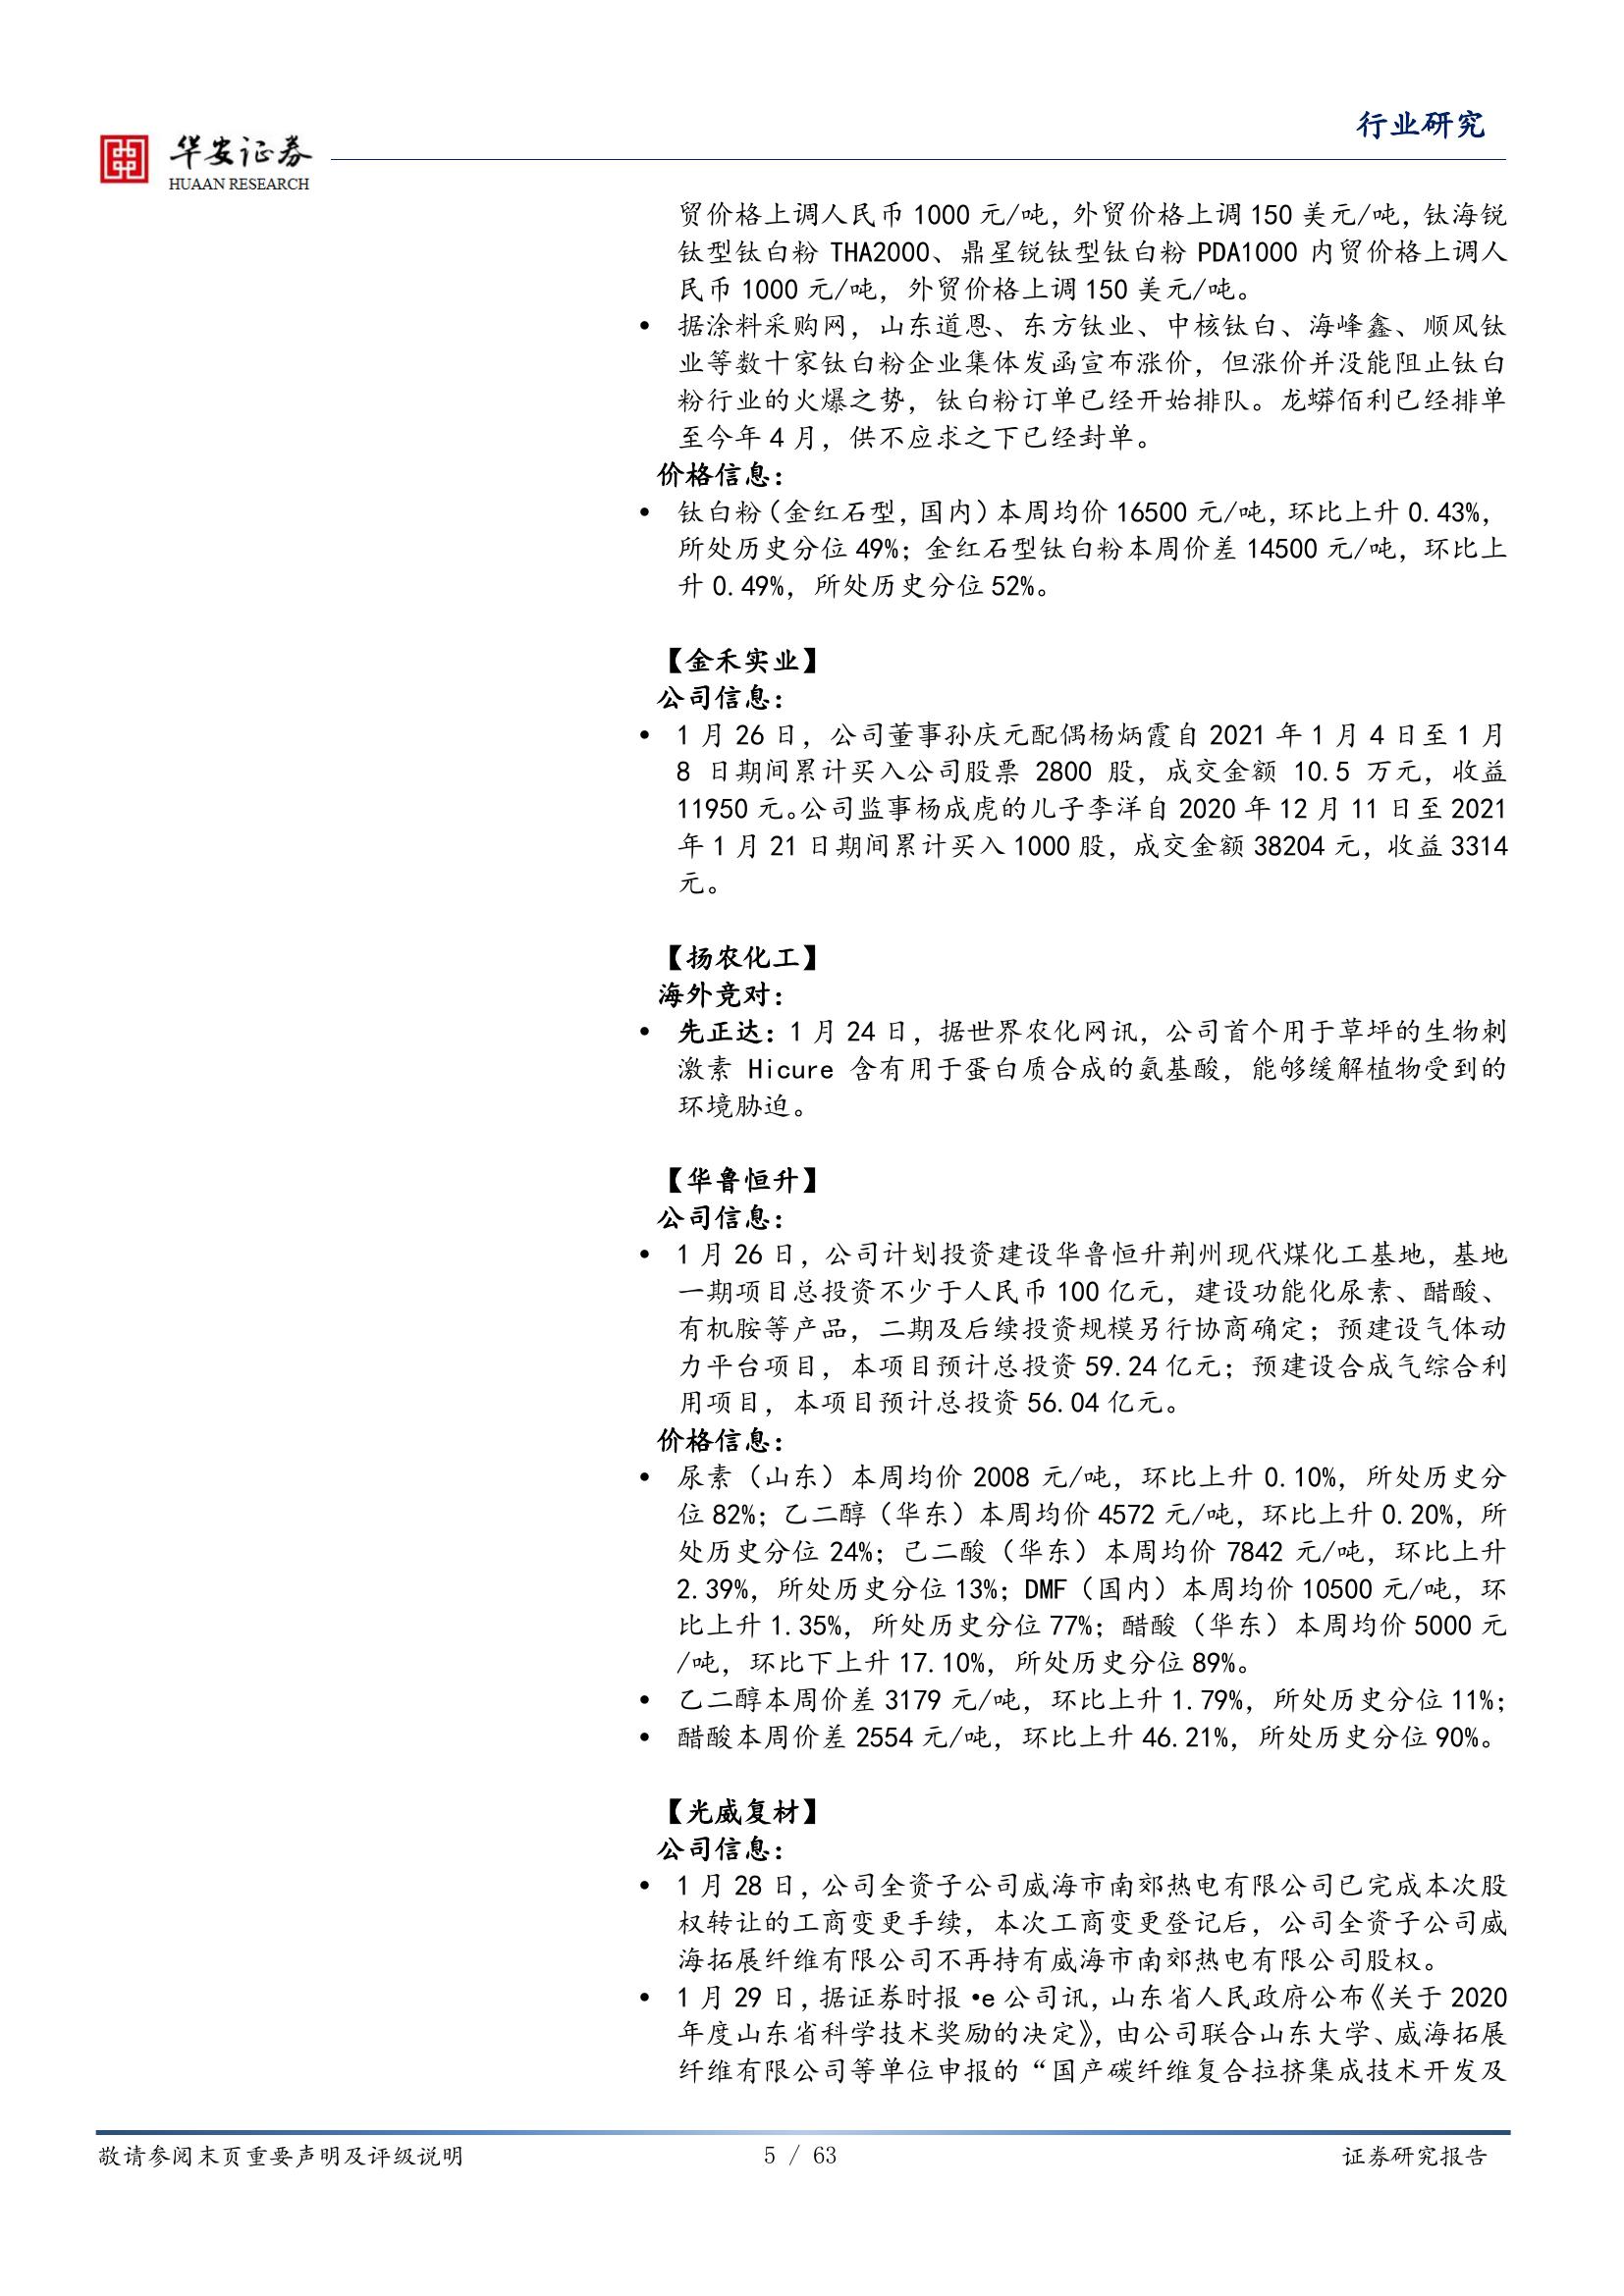 行业研究
华安证券
HUAAN RESEARCH
贸价格上调人民币 1000 元/吨，外贸价格上调 150 美元/吨，钛海锐
钛型钛白粉 THA2000、鼎星锐钛型钛白粉 PDA1000 内贸价格上调人
民币 1000 元/吨，外贸价格上调 150 美元/吨。
• 据涂料采购网，山东道恩、东方钛业、中核钛白、海峰鑫、顺风钛
业等数十家钛白粉企业集体发函宣布涨价，但涨价并没能阻止钛白
粉行业的火爆之势，钛白粉订单已经开始排队。龙蟒佰利已经排单
至今年 4 月，供不应求之下已经封单。
价格信息：
• 钛白粉（金红石型，国内）本周均价 16500 元/吨，环比上升 0.43%，
所处历史分位 49%；金红石型钛白粉本周价差 14500 元/吨，环比上
升 0.49%，所处历史分位 52%。
【金禾实业】
公司信息：
• 1 月 26 日，公司董事孙庆元配偶杨炳霞自 2021 年 1 月 4 日至 1 月
8 日期间累计买入公司股票 2800 股，成交金额 10.5 万元，收益
11950 元。公司监事杨成虎的儿子李洋自 2020 年 12 月 11 日至 2021
年 1 月 21 日期间累计买入 1000 股，成交金额 38204 元，收益 3314
元。
【扬农化工】
海外竞对：
• 先正达：1 月 24 日，据世界农化网讯，公司首个用于草坪的生物刺
激素 Hicure 含有用于蛋白质合成的氨基酸，能够缓解植物受到的
环境胁迫。
【华鲁恒升】
公司信息：
• 1 月 26 日，公司计划投资建设华鲁恒升荆州现代煤化工基地，基地
一期项目总投资不少于人民币 100 亿元，建设功能化尿素、醋酸、
有机胺等产品，二期及后续投资规模另行协商确定；预建设气体动
力平台项目，本项目预计总投资 59.24 亿元；预建设合成气综合利
用项目，本项目预计总投资 56.04 亿元。
价格信息：
• 尿素（山东）本周均价 2008 元/吨，环比上升 0.10%，所处历史分
位 82%；乙二醇（华东）本周均价 4572 元/吨，环比上升 0.20%，所
处历史分位 24%；己二酸（华东）本周均价 7842 元/吨，环比上升
2.39%，所处历史分位 13%；DMF（国内）本周均价 10500 元/吨，环
比上升 1.35%，所处历史分位 77%；醋酸（华东）本周均价 5000 元
/吨，环比下上升 17.10%，所处历史分位 89%。
• 乙二醇本周价差 3179 元/吨，环比上升 1.79%，所处历史分位 11%；
• 醋酸本周价差 2554 元/吨，环比上升 46.21%，所处历史分位 90%。
【光威复材】
公司信息：
• 1 月 28 日，公司全资子公司威海市南郊热电有限公司已完成本次股
权转让的工商变更手续，本次工商变更登记后，公司全资子公司威
海拓展纤维有限公司不再持有威海市南郊热电有限公司股权。
• 1 月 29 日，据证券时报•e 公司讯，山东省人民政府公布《关于 2020
年度山东省科学技术奖励的决定》，由公司联合山东大学、威海拓展
纤维有限公司等单位申报的“国产碳纤维复合拉挤集成技术开发及
敬请参阅末页重要声明及评级说明
5 / 63
证券研究报告